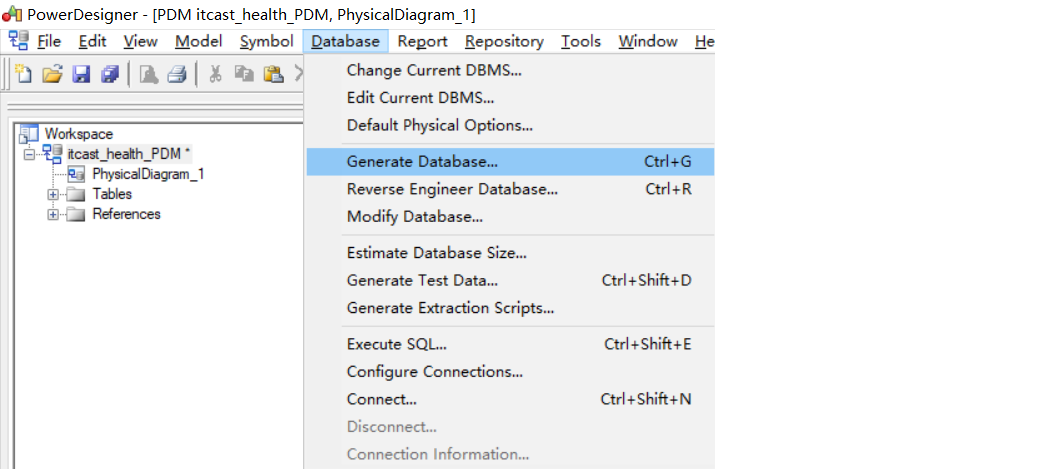 PowerDesigner - [PDM itcast_health_PDM, PhysicalDiagram_1]
File Edit View Model Symbol Database Report Repository Tools Window He
Workspace
itcast_health_PDM *
PhysicalDiagram_1
Tables
References
Change Current DBMS...
Edit Current DBMS...
Default Physical Options...
Generate Database... Ctrl+G
Reverse Engineer Database... Ctrl+R
Modify Database...
Estimate Database Size...
Generate Test Data... Ctrl+Shift+D
Generate Extraction Scripts...
Execute SQL... Ctrl+Shift+E
Configure Connections...
Connect... Ctrl+Shift+N
Disconnect...
Connection Information...